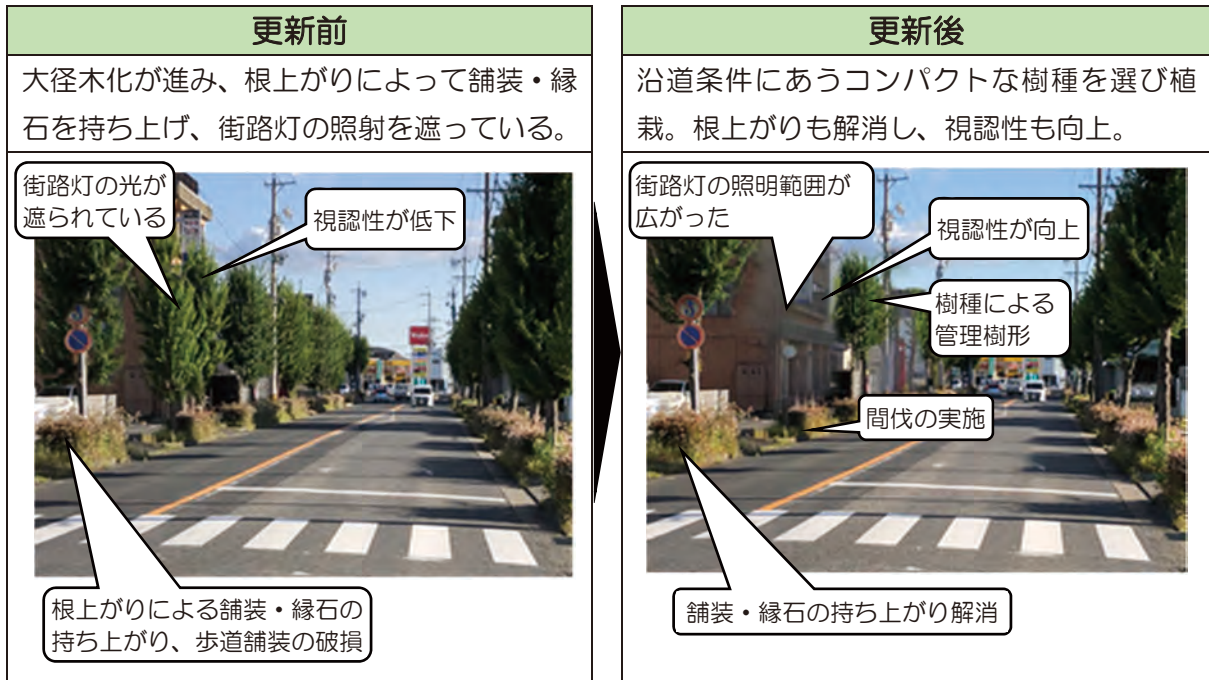 更新前
大径木化が進み、根上がりによって舗装・縁
石を持ち上げ、街路灯の照射を遮っている。
街路灯の光が
遮られている
視認性が低下
根上がりによる舗装・縁石の
持ち上がり、歩道舗装の破損
更新後
沿道条件にあうコンパクトな樹種を選び植
栽。根上がりも解消し、視認性も向上。
街路灯の照明範囲が
広がった
視認性が向上
樹種による
管理樹形
間伐の実施
舗装・縁石の持ち上がり解消